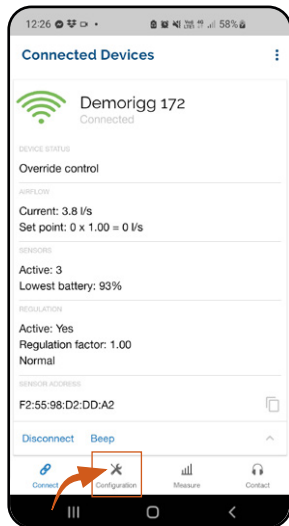 12:26
58%
Connected Devices
Demorigg 172
Connected
DEVICE STATUS
Override control
AIRFLOW
Current: 3.8 l/s
Set point: 0 x 1.00 = 0 l/s
SENSORS
Active: 3
Lowest battery: 93%
REGULATION
Active: Yes
Regulation factor: 1.00
Normal
SENSOR ADDRESS
F2:55:98:D2:DD:A2
Disconnect Beep
Connect Configuration Measure Contact